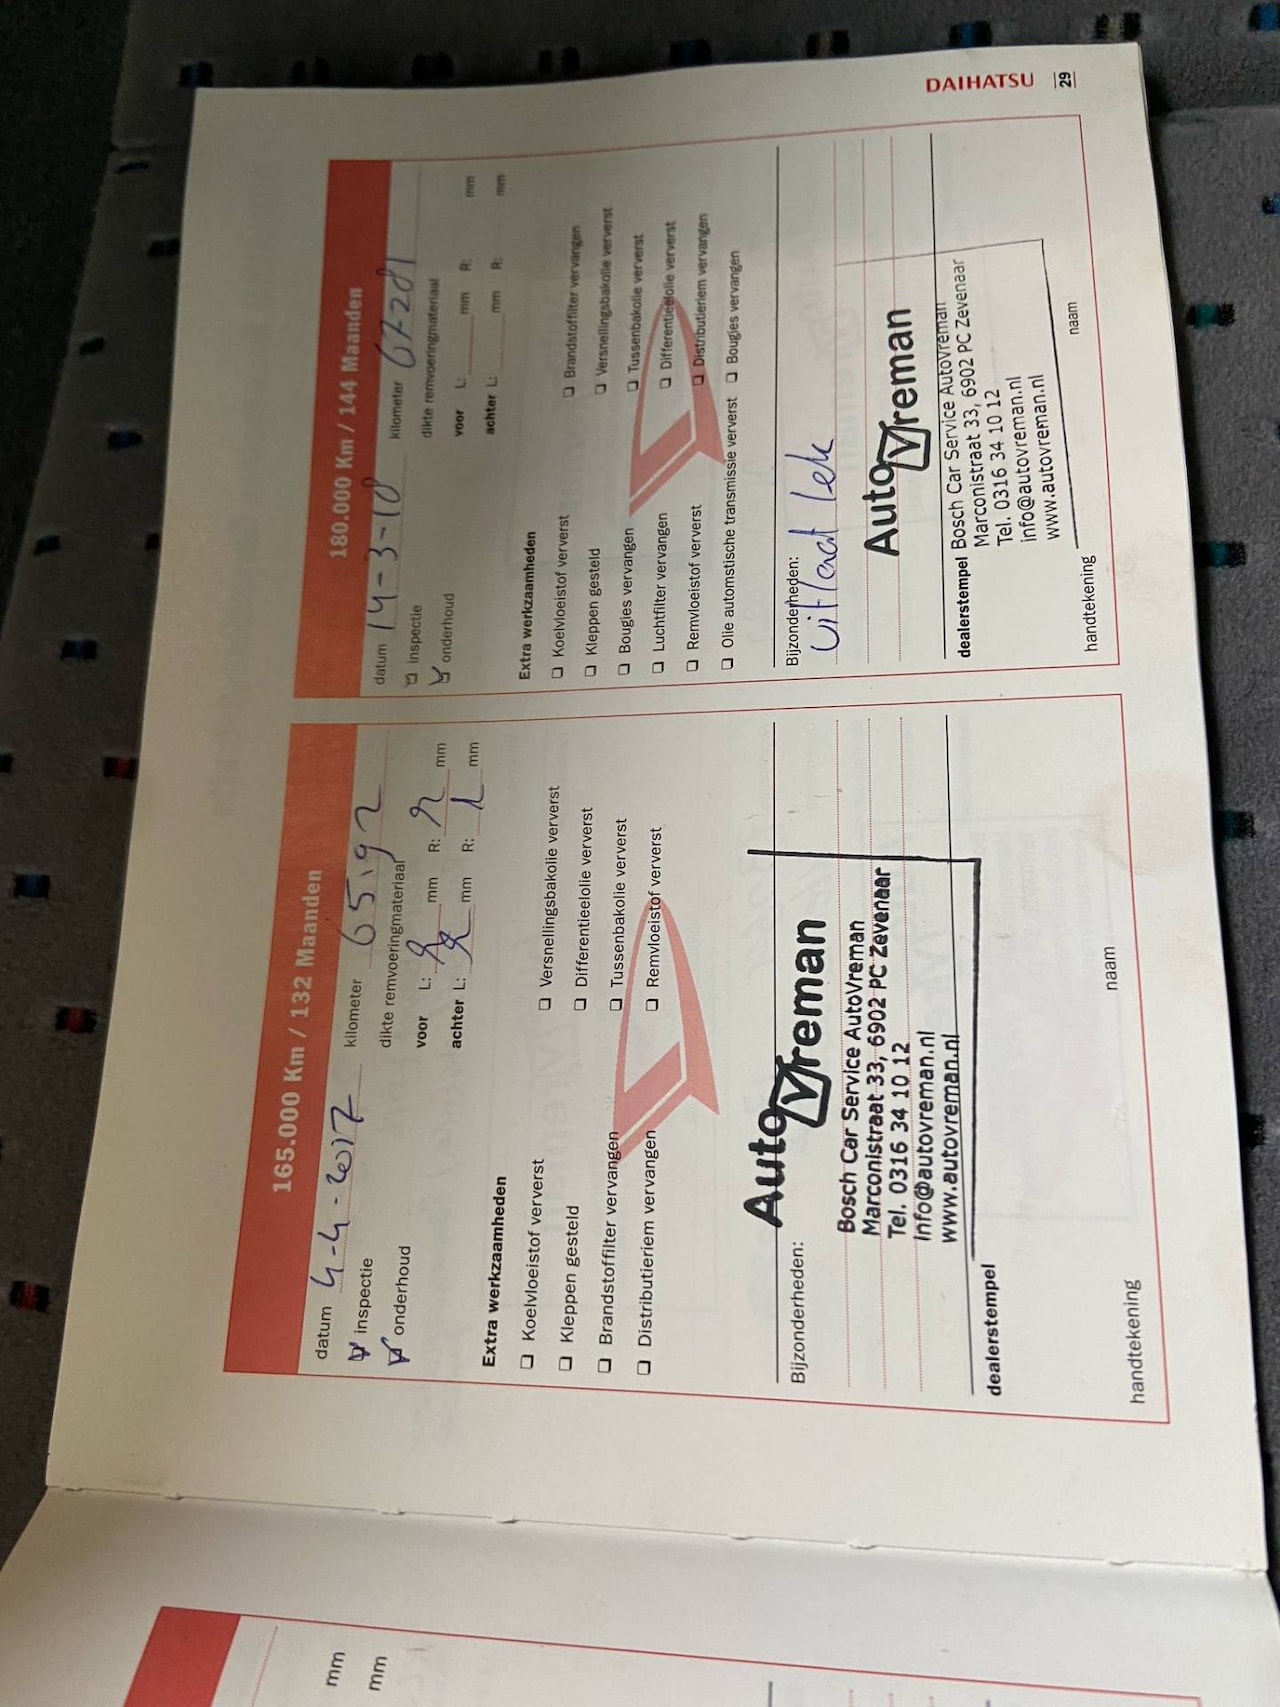 165.000 Km / 132 Maanden
datum 4-4-2017 kilometer 65192
☑ inspectie dikte remvoeringmateriaal
☑ onderhoud voor L: mm R: mm
achter L: mm R: mm
Extra werkzaamheden
❏ Koelvloeistof ververst ❏ Versnellingsbakolie ververst
❏ Kleppen gesteld ❏ Differentieelolie ververst
❏ Brandstoffilter vervangen ❏ Tussenbakolie ververst
❏ Distributieriem vervangen ❏ Remvloeistof ververst
Bijzonderheden:
AutoVreman
Bosch Car Service AutoVreman
Marconistraat 33, 6902 PC Zevenaar
Tel. 0316 34 10 12
Info@autovreman.nl
www.autovreman.nl
dealerstempel
handtekening naam
180.000 Km / 144 Maanden
datum 14-3-18 kilometer 67281
☑ inspectie dikte remvoeringmateriaal
☑ onderhoud voor L: mm R: mm
achter L: mm R: mm
Extra werkzaamheden
❏ Koelvloeistof ververst ❏ Brandstoffilter vervangen
❏ Kleppen gesteld ❏ Versnellingsbakolie ververst
❏ Bougies vervangen ❏ Tussenbakolie ververst
❏ Luchtfilter vervangen ❏ Differentieelolie ververst
❏ Remvloeistof ververst ❏ Distributieriem vervangen
❏ Olie automstische transmissie ververst ❏ Bougies vervangen
Bijzonderheden:
Uitlaat lek
AutoVreman
dealerstempel Bosch Car Service AutoVreman
Marconistraat 33, 6902 PC Zevenaar
Tel. 0316 34 10 12
Info@autovreman.nl
www.autovreman.nl
handtekening naam
DAIHATSU 29
mm
mm